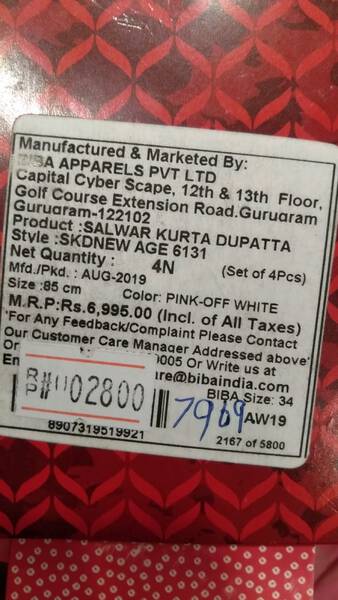 Manufactured & Marketed By:
BIBA APPARELS PVT LTD
Capital Cyber Scape, 12th & 13th Floor,
Golf Course Extension Road.Gurugram
Gurugram-122102
Product :SALWAR KURTA DUPATTA
Style :SKDNEW AGE 6131
Net Quantity : 4N (Set of 4Pcs)
Mfd./Pkd. : AUG-2019
Size :85 cm Color: PINK-OFF WHITE
M.R.P:Rs.6,995.00 (Incl. of All Taxes)
'For Any Feedback/Complaint Please Contact
Our Customer Care Manager Addressed above'
Or 0005 Or Write us at
Em are@bibaindia.com
BIBA Size: 34
02800
7969 AW19
8907319519921
2167 of 5800